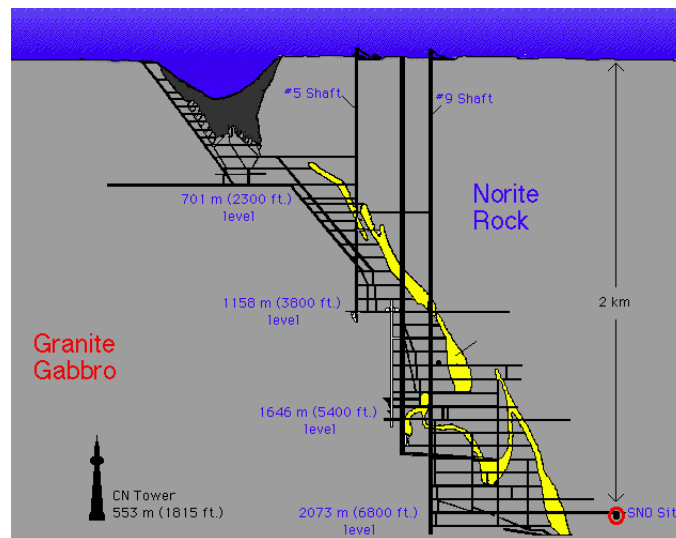 #5 Shaft
#9 Shaft
701 m (2300 ft.)
level
Norite
Rock
1158 m (3800 ft.)
level
2 km
Granite
Gabbro
1646 m (5400 ft.)
level
CN Tower
553 m (1815 ft.)
2073 m (6800 ft.)
level
SNO Sit